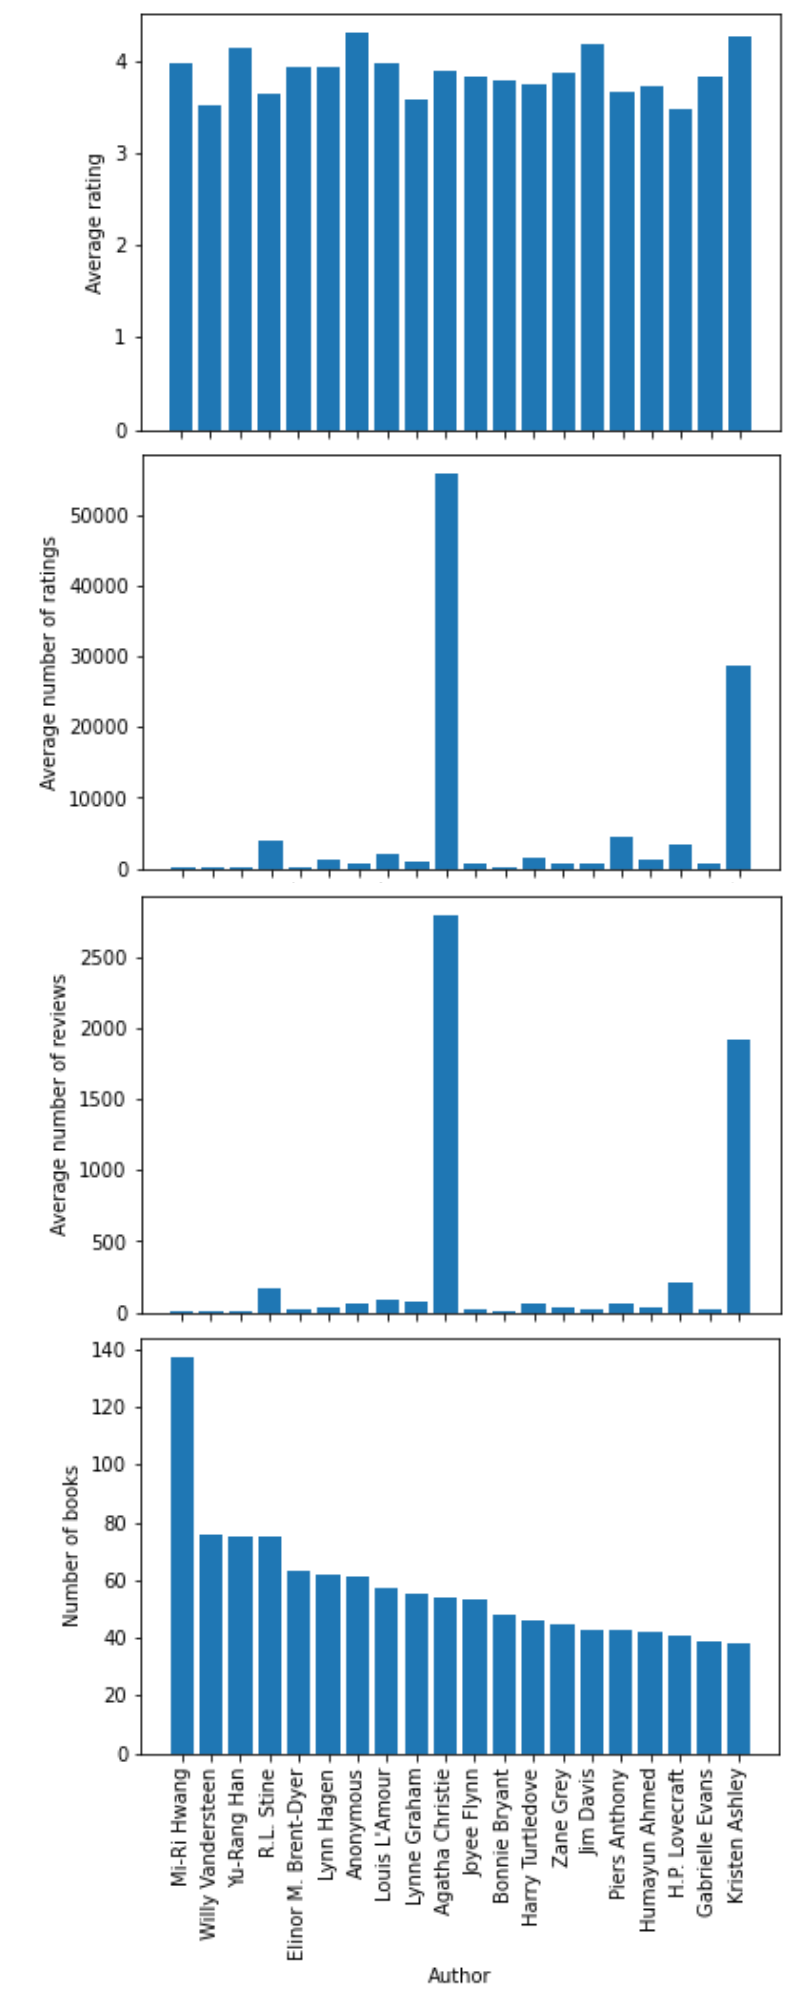 Average rating
4
3
2
1
0
Average number of ratings
50000
40000
30000
20000
10000
0
Average number of reviews
2500
2000
1500
1000
500
0
Number of books
140
120
100
80
60
40
20
0
Mi-Ri Hwang
Willy Vandersteen
Yu-Rang Han
R.L. Stine
Elinor M. Brent-Dyer
Lynn Hagen
Anonymous
Louis L'Amour
Lynne Graham
Agatha Christie
Joyee Flynn
Bonnie Bryant
Harry Turtledove
Zane Grey
Jim Davis
Piers Anthony
Humayun Ahmed
H.P. Lovecraft
Gabrielle Evans
Kristen Ashley
Author